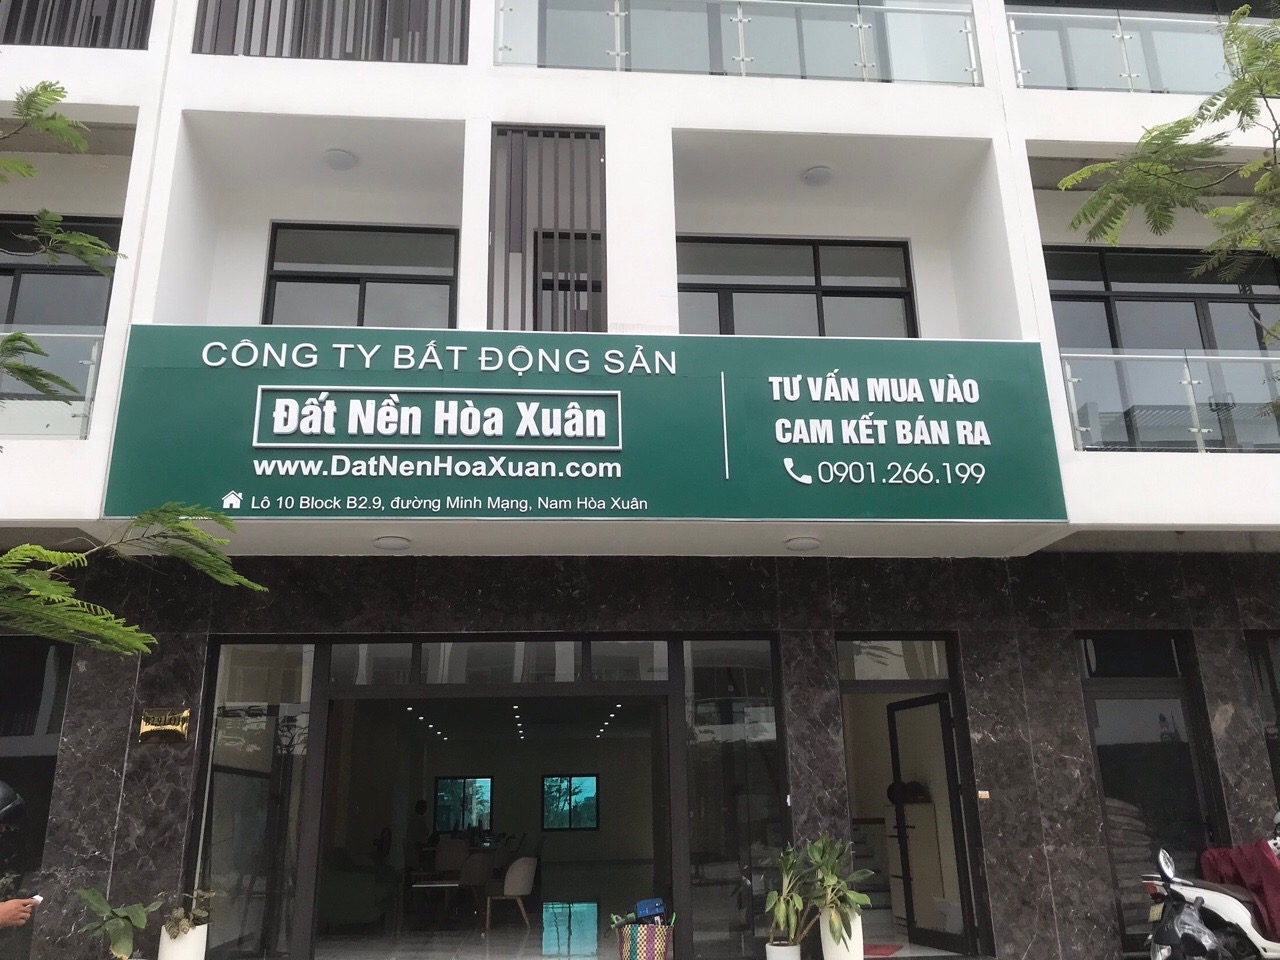 CÔNG TY BẤT ĐỘNG SẢN
Đất Nền Hòa Xuân
www.DatNenHoaXuan.com
Lô 10 Block B2.9, đường Minh Mạng, Nam Hòa Xuân
TƯ VẤN MUA VÀO
CAM KẾT BÁN RA
0901.266.199